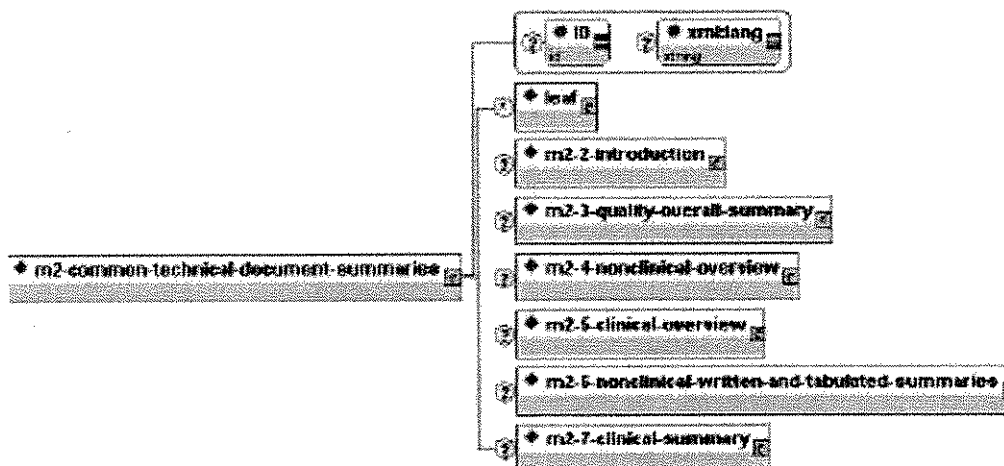 ID
xml:lang
string
leaf
m2-2-introduction
m2-3-quality-overall-summary
m2-common-technical-document-summaries
m2-4-nonclinical-overview
m2-5-clinical-overview
m2-6-nonclinical-written-and-tabulated-summaries
m2-7-clinical-summary